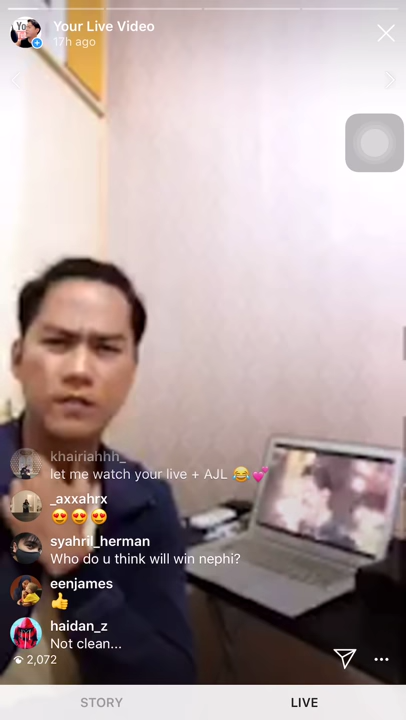 Your Live Video
17h ago
khairiahhh_
let me watch your live + AJL 😂💕
_axxahrx
😍😍😍
syahril_herman
Who do u think will win nephi?
eenjames
👍
haidan_z
Not clean...
2,072
STORY LIVE